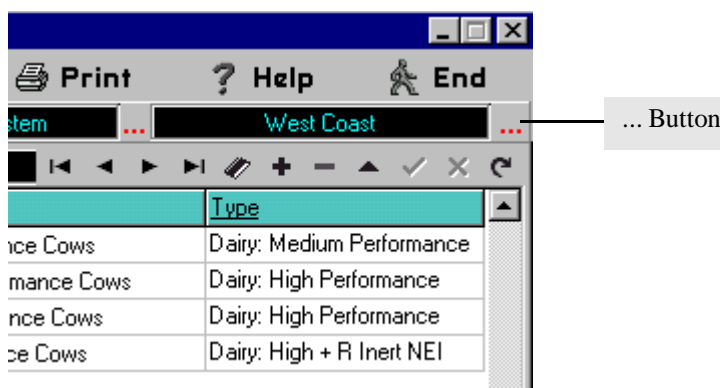 Print Help End
stem ... West Coast ...
... Button
Type
nce Cows Dairy: Medium Performance
mance Cows Dairy: High Performance
nce Cows Dairy: High Performance
ce Cows Dairy: High + R Inert NEI